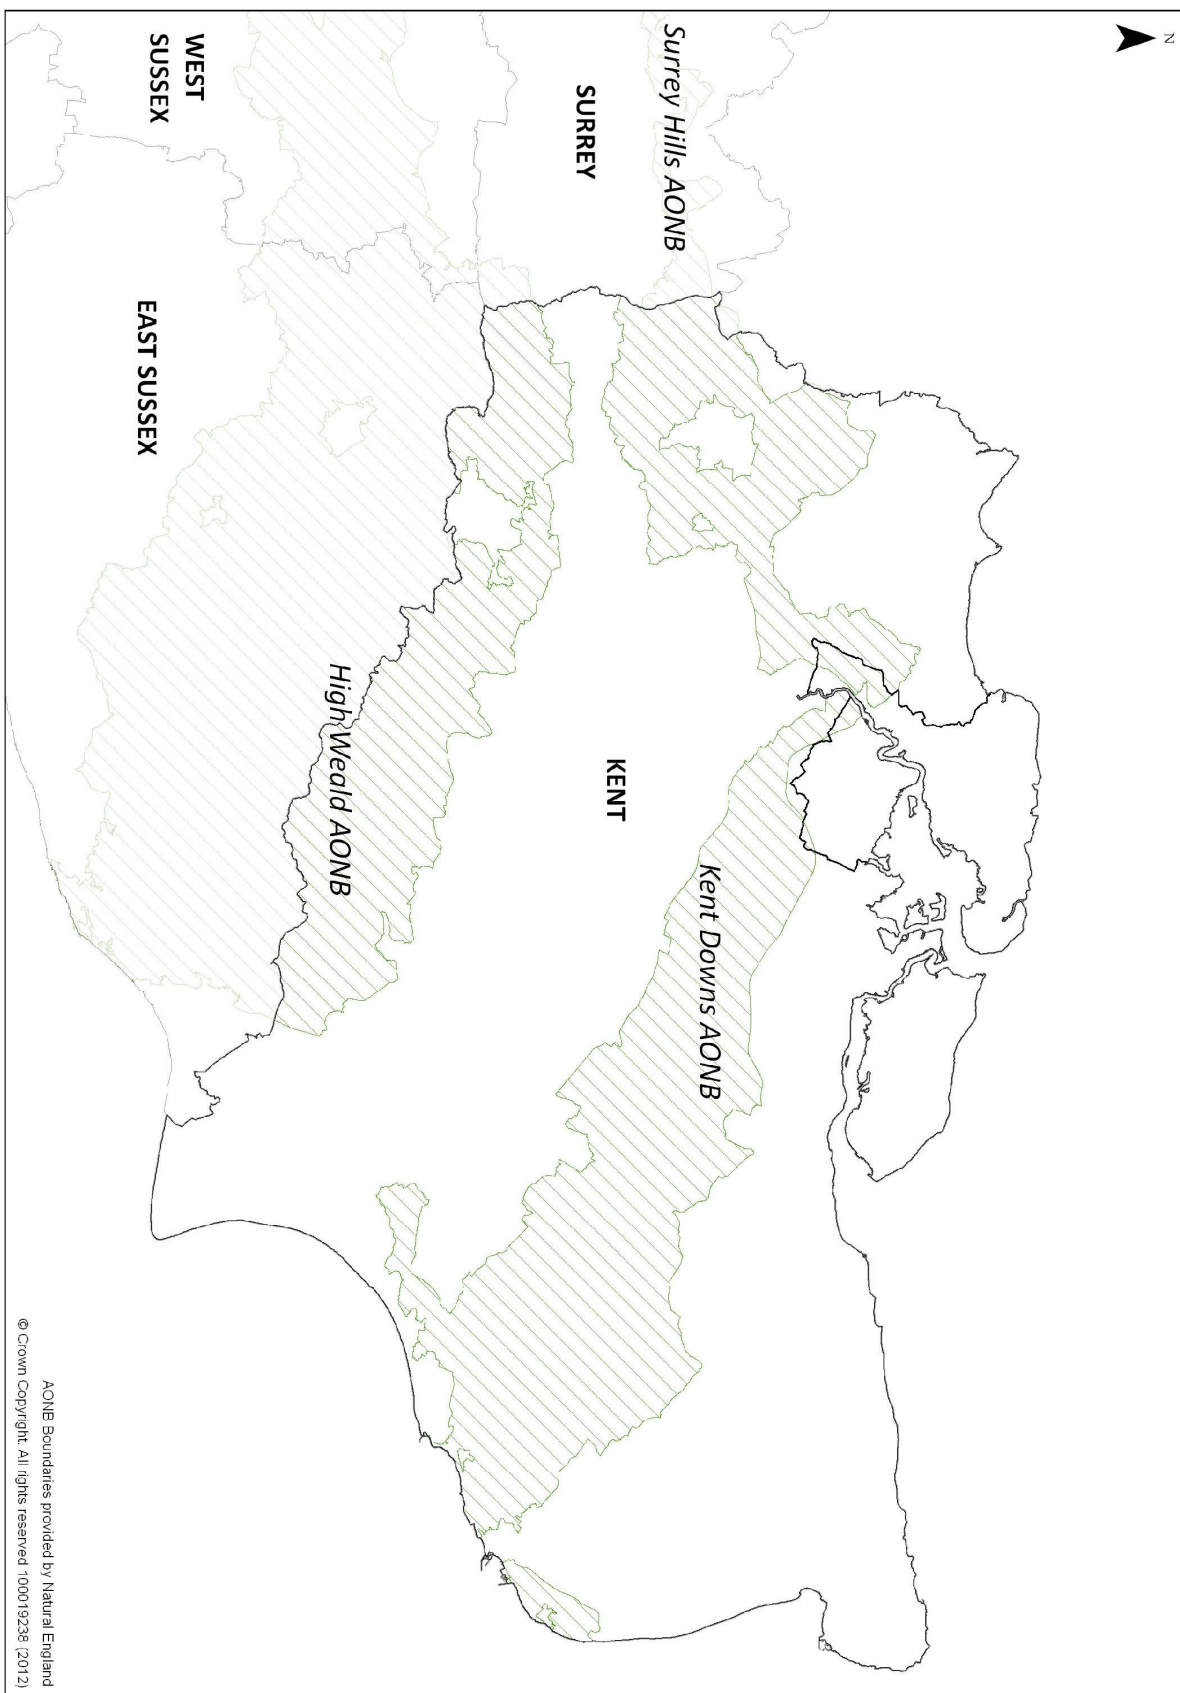 N
Surrey Hills AONB
SURREY
WEST
SUSSEX
EAST SUSSEX
High Weald AONB
KENT
Kent Downs AONB
AONB Boundaries provided by Natural England
© Crown Copyright. All rights reserved 100019238 (2012)